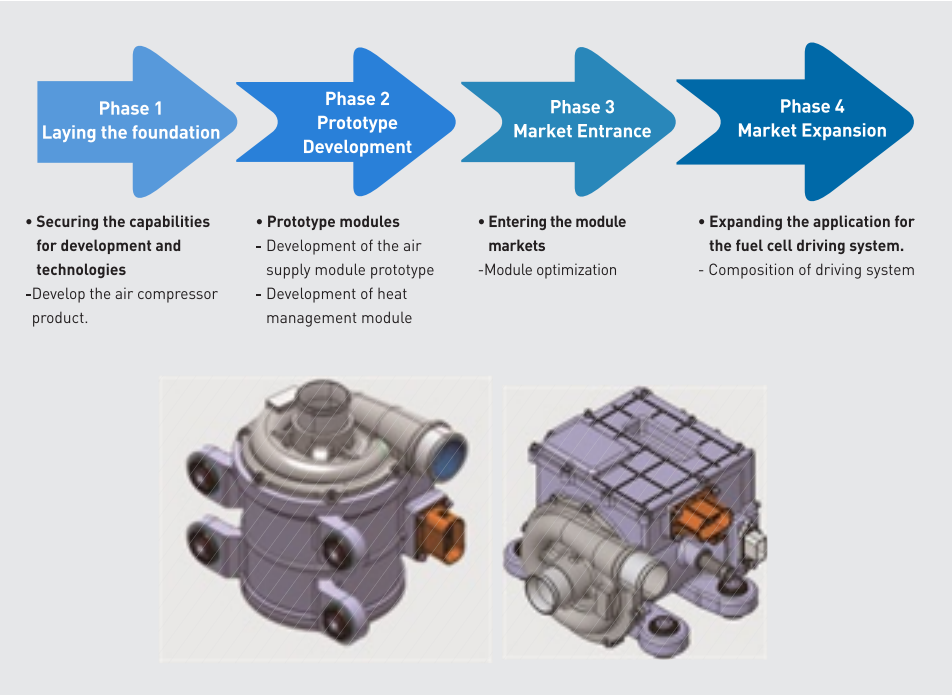 Phase 1
Laying the foundation
Phase 2
Prototype
Development
Phase 3
Market Entrance
Phase 4
Market Expansion
• Securing the capabilities
for development and
technologies
-Develop the air compressor
product.
• Prototype modules
- Development of the air
supply module prototype
- Development of heat
management module
• Entering the module
markets
-Module optimization
• Expanding the application for
the fuel cell driving system.
- Composition of driving system